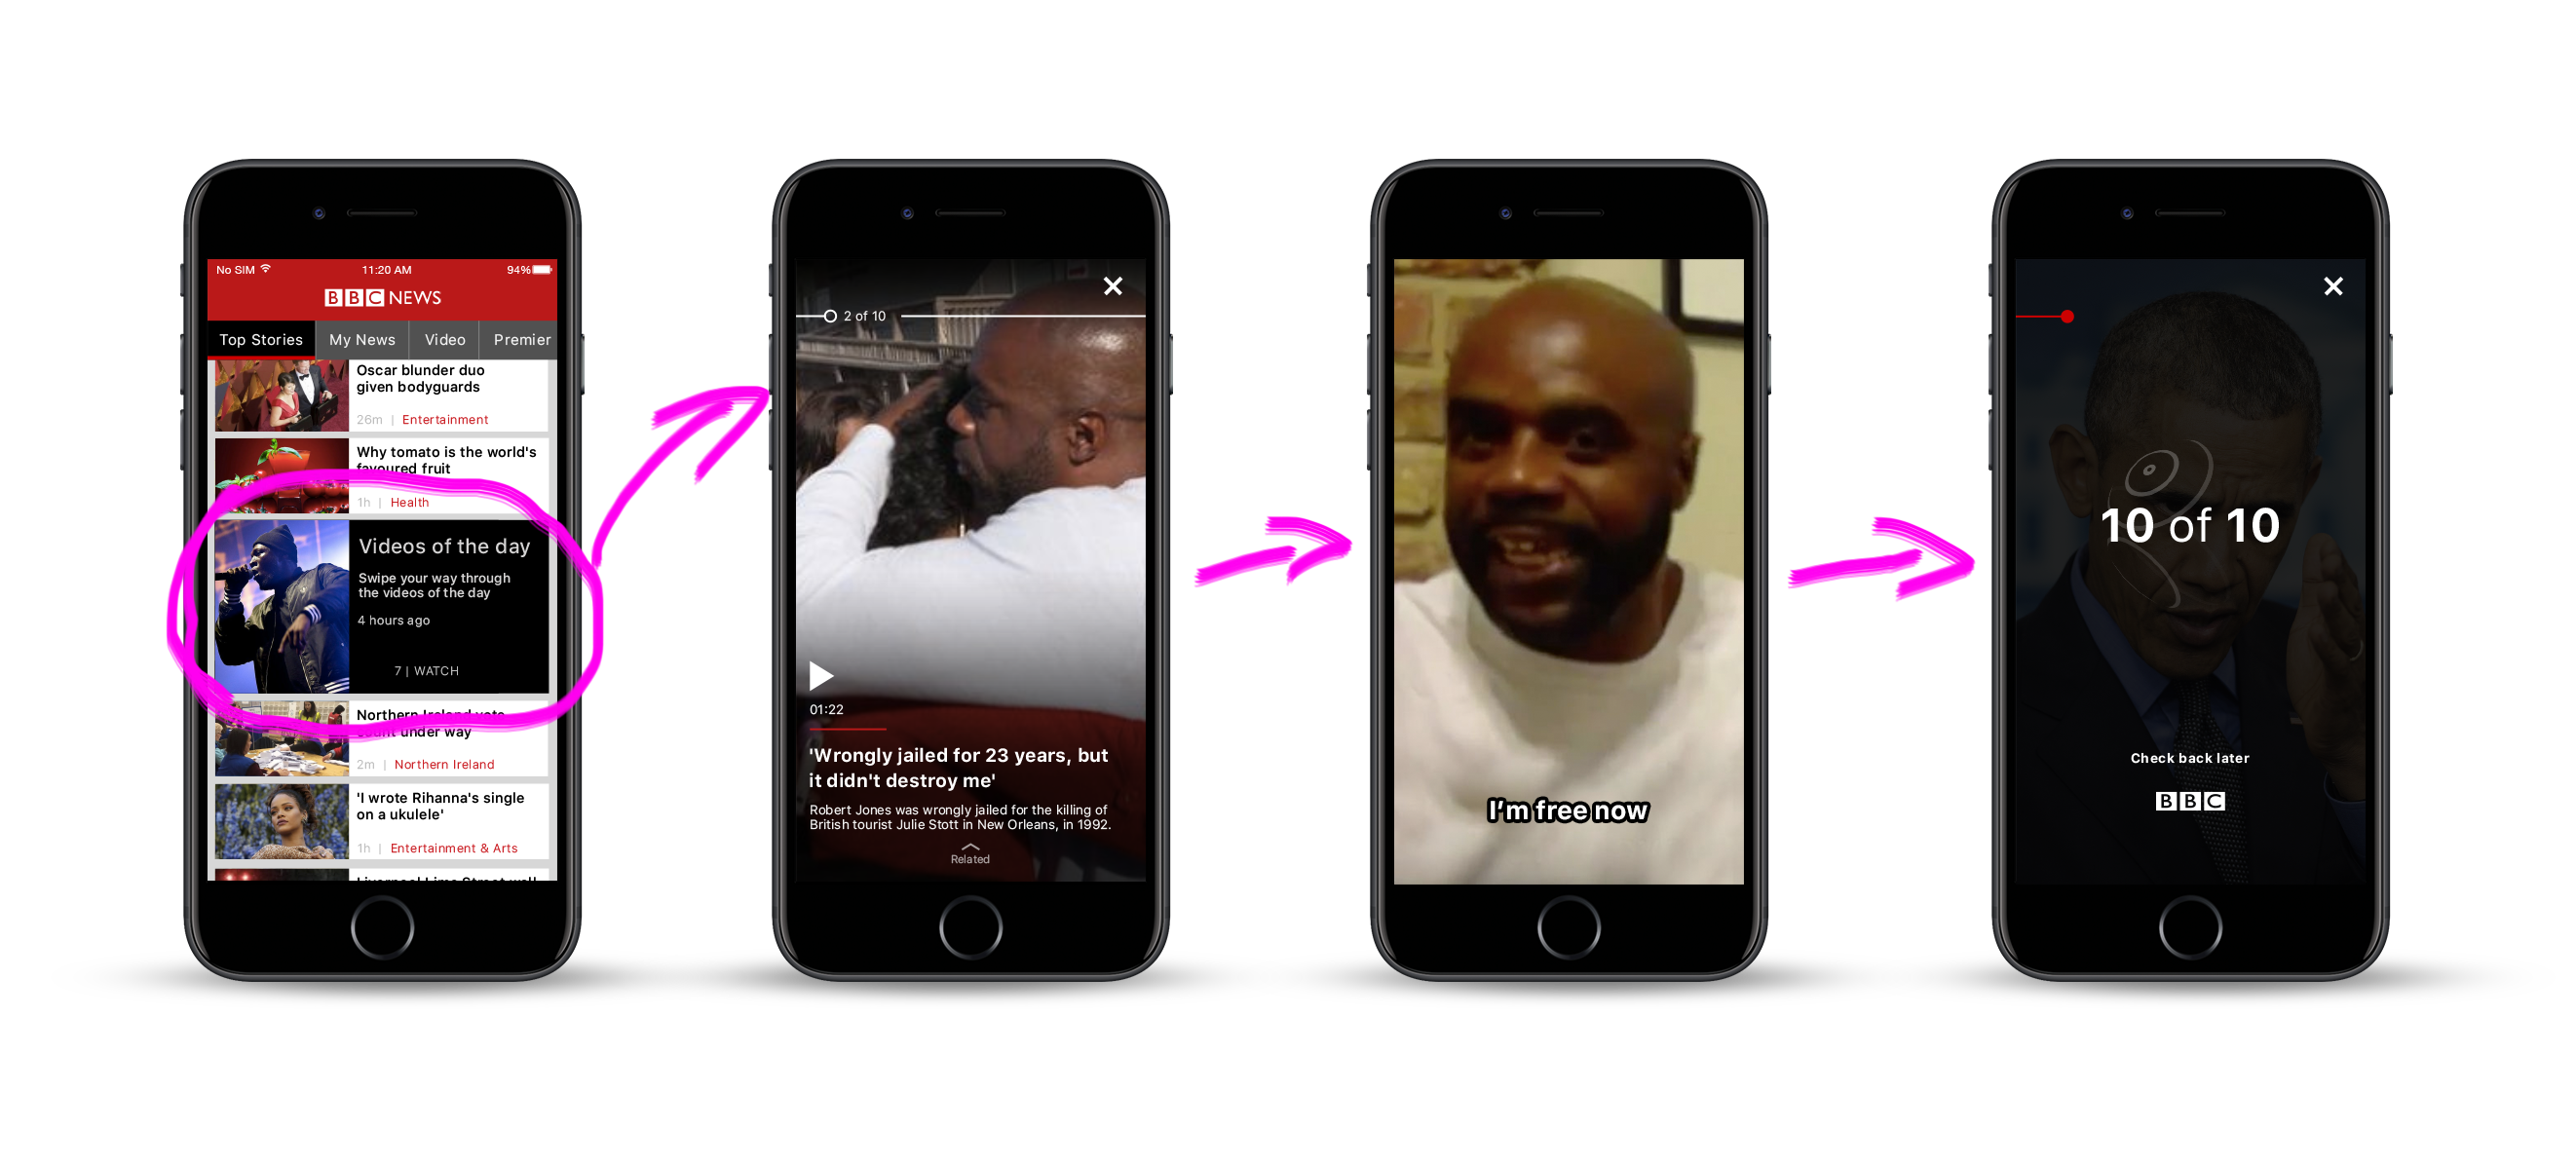 No SIM 11:20 AM 94%
BBC NEWS
Top Stories My News Video Premier
Oscar blunder duo
given bodyguards
26m | Entertainment
Why tomato is the world's
favoured fruit
1h | Health
Videos of the day
Swipe your way through
the videos of the day
4 hours ago
7 | WATCH
Northern Ireland vote
count under way
2m | Northern Ireland
'I wrote Rihanna's single
on a ukulele'
1h | Entertainment & Arts
Liverpool Lime Street wall
2 of 10
01:22
'Wrongly jailed for 23 years, but
it didn't destroy me'
Robert Jones was wrongly jailed for the killing of
British tourist Julie Stott in New Orleans, in 1992.
Related
I'm free now
10 of 10
Check back later
BBC